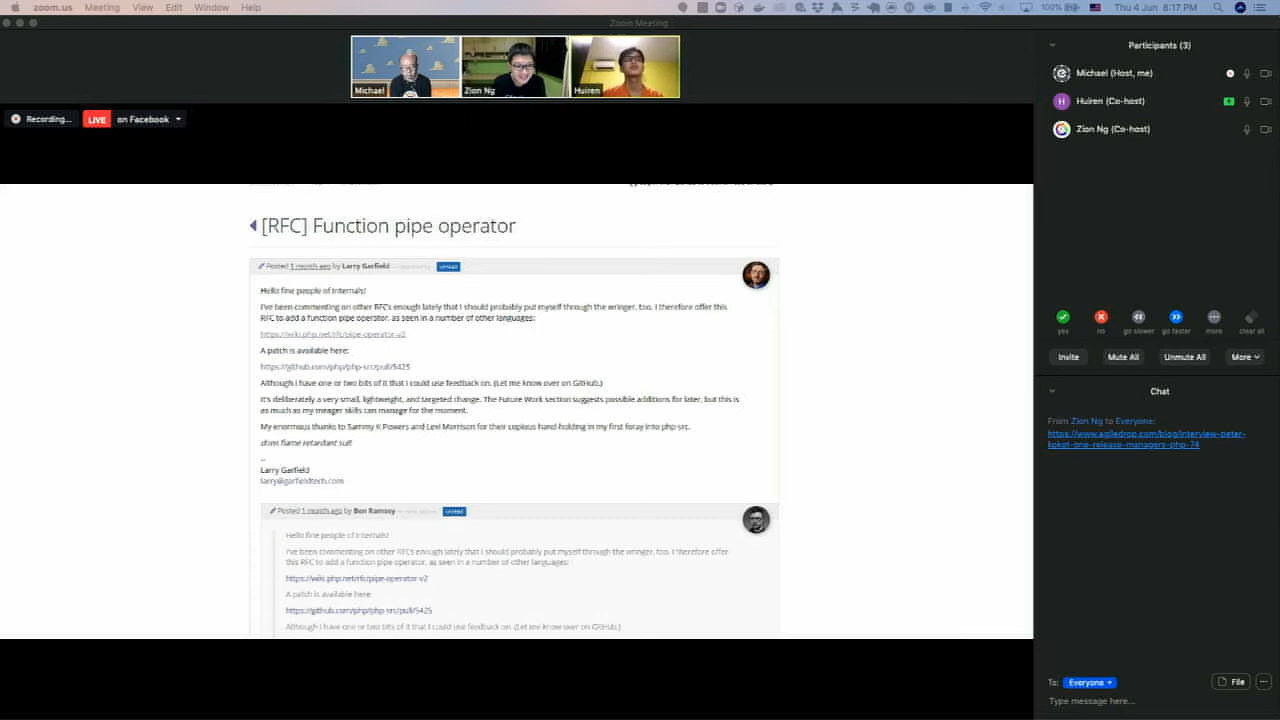 zoom.us Meeting View Edit Window Help
100% Thu 4 Jun 8:17 PM
Zoom Meeting
Michael
Zion Ng
Huiren
Recording...
LIVE on Facebook
[RFC] Function pipe operator
Posted 1 month ago by Larry Garfield
unread
Hello fine people of Internals!
I've been commenting on other RFCs enough lately that I should probably put myself through the wringer, too. I therefore offer this
RFC to add a function pipe operator, as seen in a number of other languages:
https://wiki.php.net/rfc/pipe-operator-v2
A patch is available here:
https://github.com/php/php-src/pull/5425
Although I have one or two bits of it that I could use feedback on. (Let me know over on GitHub.)
It's deliberately a very small, lightweight, and targeted change. The Future Work section suggests possible additions for later, but this is
as much as my meager skills can manage for the moment.
My enormous thanks to Sammy K Powers and Levi Morrison for their copious hand-holding in my first foray into php-src.
dons flame retardant suit
--
Larry Garfield
larry@garfieldtech.com
Posted 1 month ago by Ben Ramsey
unread
Hello fine people of Internals!
I've been commenting on other RFCs enough lately that I should probably put myself through the wringer, too. I therefore offer
this RFC to add a function pipe operator, as seen in a number of other languages:
https://wiki.php.net/rfc/pipe-operator-v2
A patch is available here:
https://github.com/php/php-src/pull/5425
Although I have one or two bits of it that I could use feedback on. (Let me know over on GitHub.)
Participants (3)
Michael (Host, me)
H Huiren (Co-host)
Zion Ng (Co-host)
yes no go slower go faster more clear all
Invite Mute All Unmute All More
Chat
From Zion Ng to Everyone:
https://www.agiledrop.com/blog/interview-peter-
kokot-one-release-managers-php-74
To: Everyone File
Type message here...